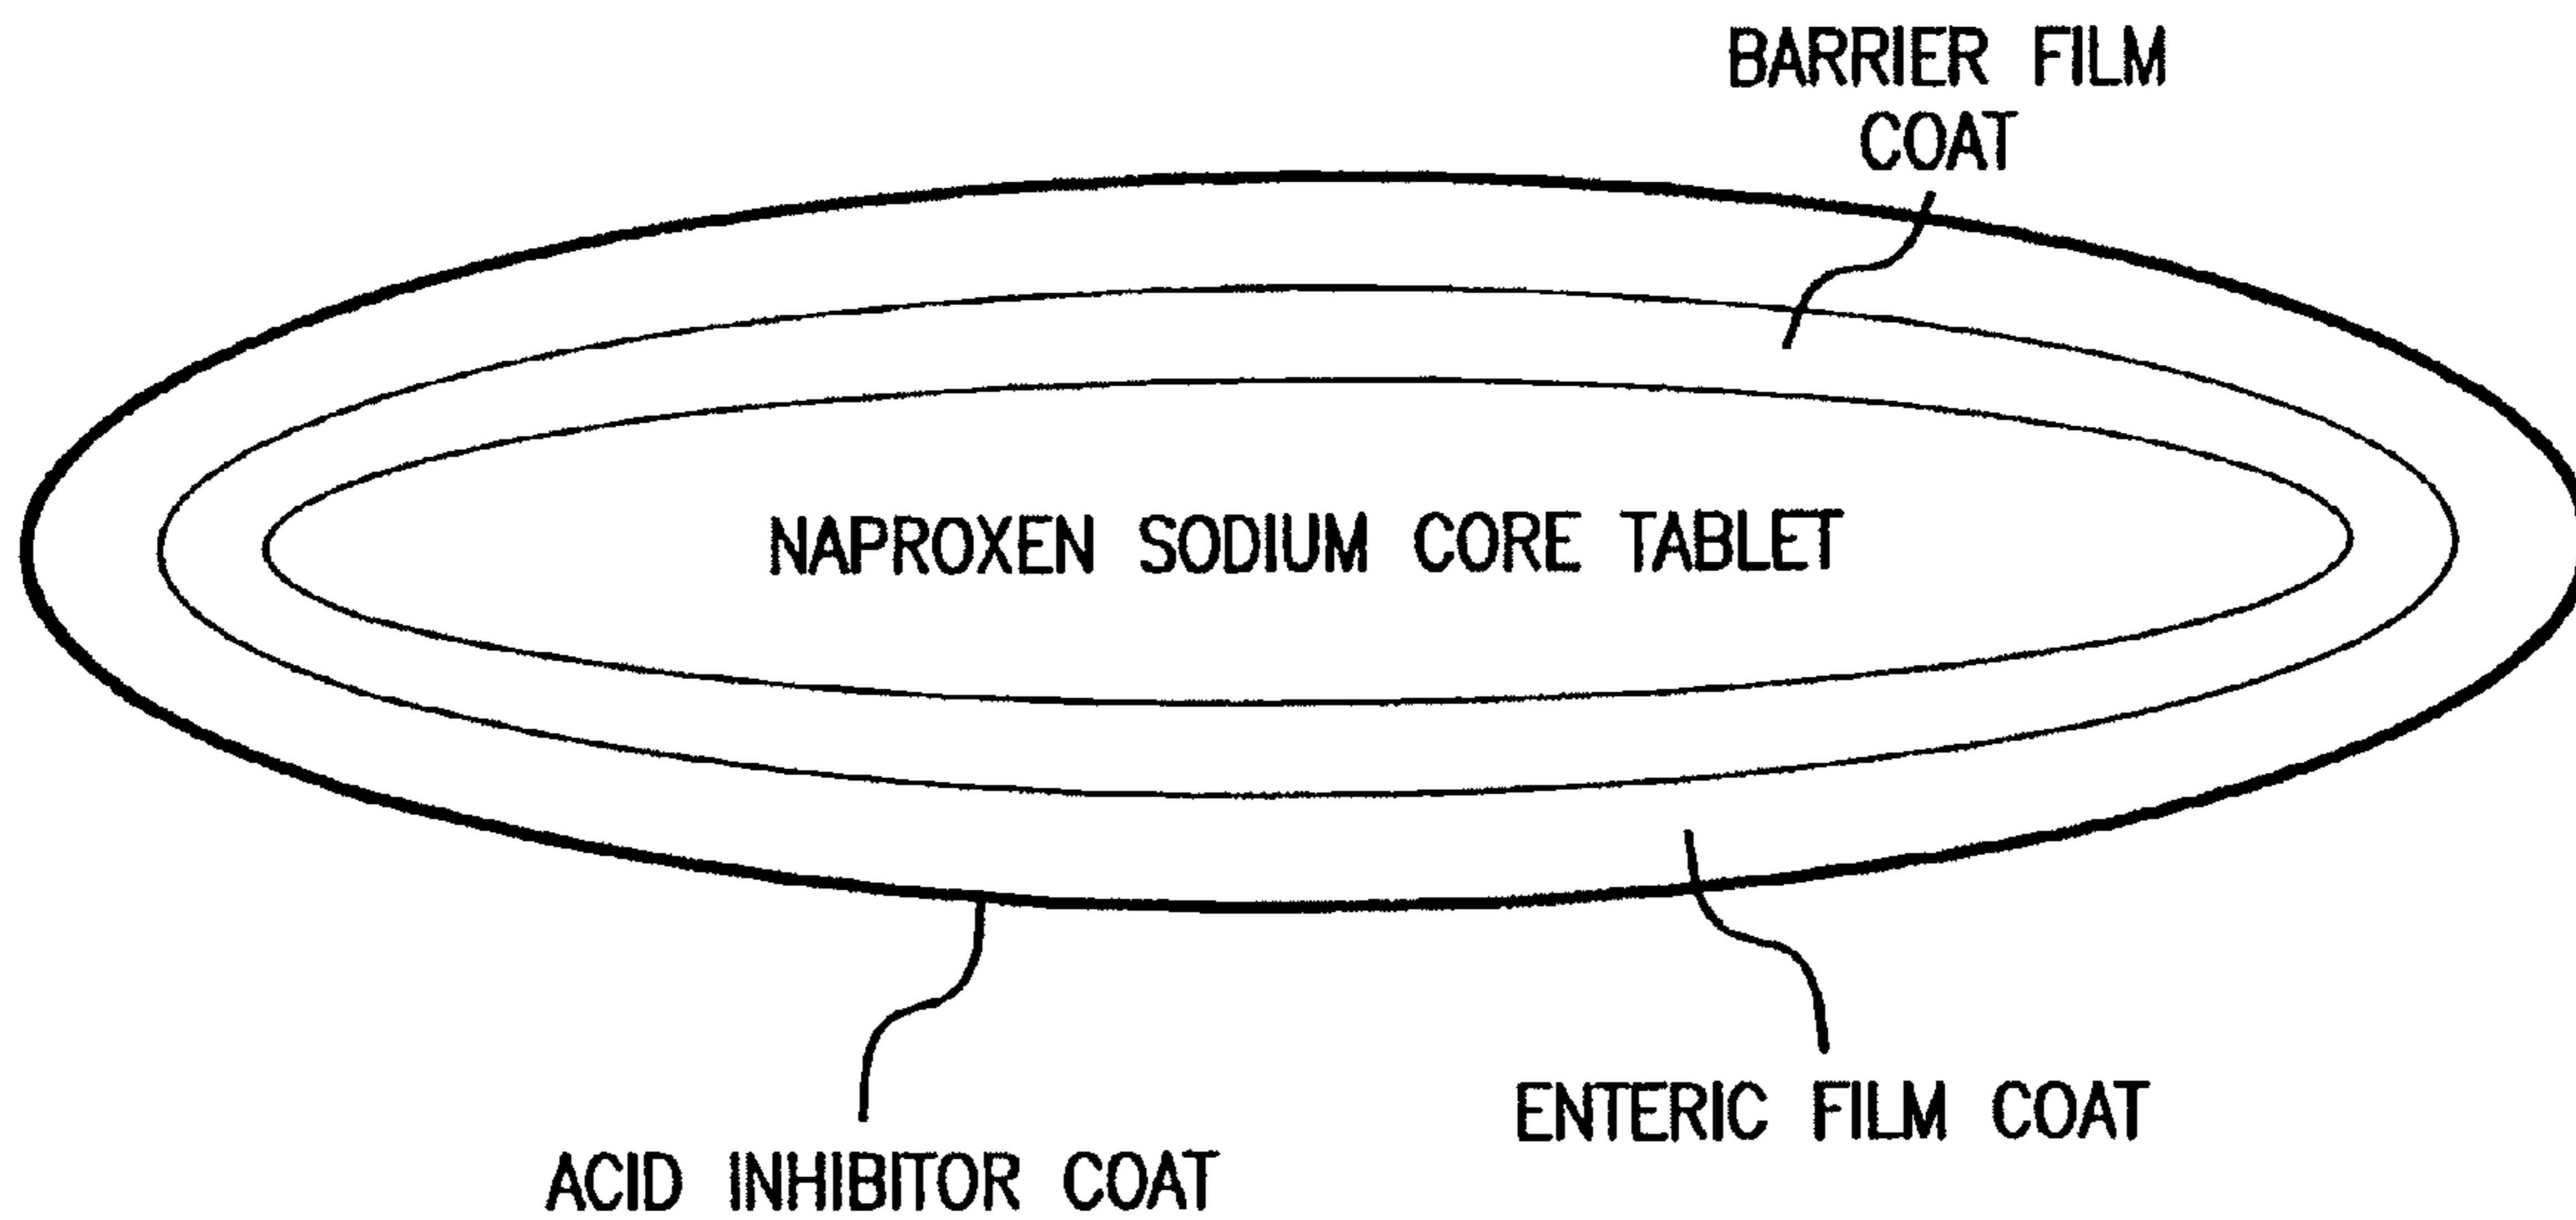 BARRIER FILM
COAT
NAPROXEN SODIUM CORE TABLET
ENTERIC FILM COAT
ACID INHIBITOR COAT